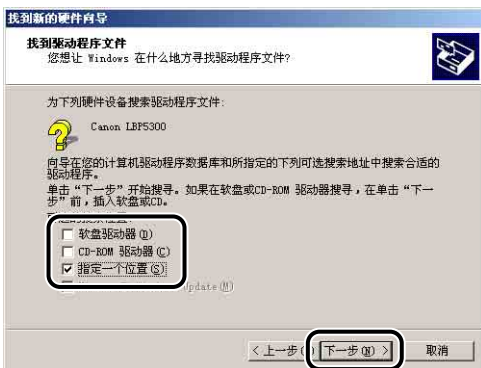 找到新的硬件向导
找到驱动程序文件
您想让 Windows 在什么地方寻找驱动程序文件?
为下列硬件设备搜索驱动程序文件:
Canon LBP5300
向导在您的计算机驱动程序数据库和所指定的下列可选搜索地址中搜索合适的
驱动程序。
单击“下一步”开始搜寻。如果在软盘或CD-ROM 驱动器搜寻，在单击“下一
步”前，插入软盘或CD。
软盘驱动器(D)
CD-ROM 驱动器(C)
指定一个位置(S)
Update(M)
<上一步( 下一步(N) > 取消